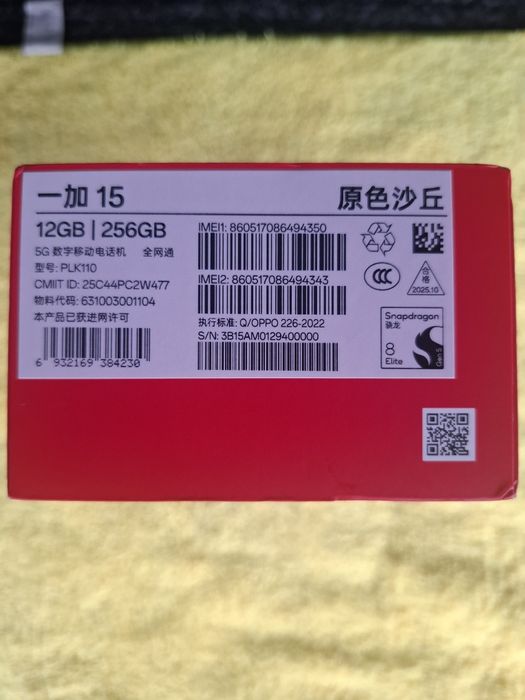 一加 15
原色沙丘
12GB | 256GB
5G 数字移动电话机 全网通
型号: PLK110
CMIIT ID: 25C44PC2W477
物料代码: 631003001104
本产品已获进网许可
6 932169 384230
IMEI1: 860517086494350
IMEI2: 860517086494343
执行标准: Q/OPPO 226-2022
S/N: 3B15AM0129400000
CCC
合格
2025.10
Snapdragon
骁龙
8
Elite
Gen 5